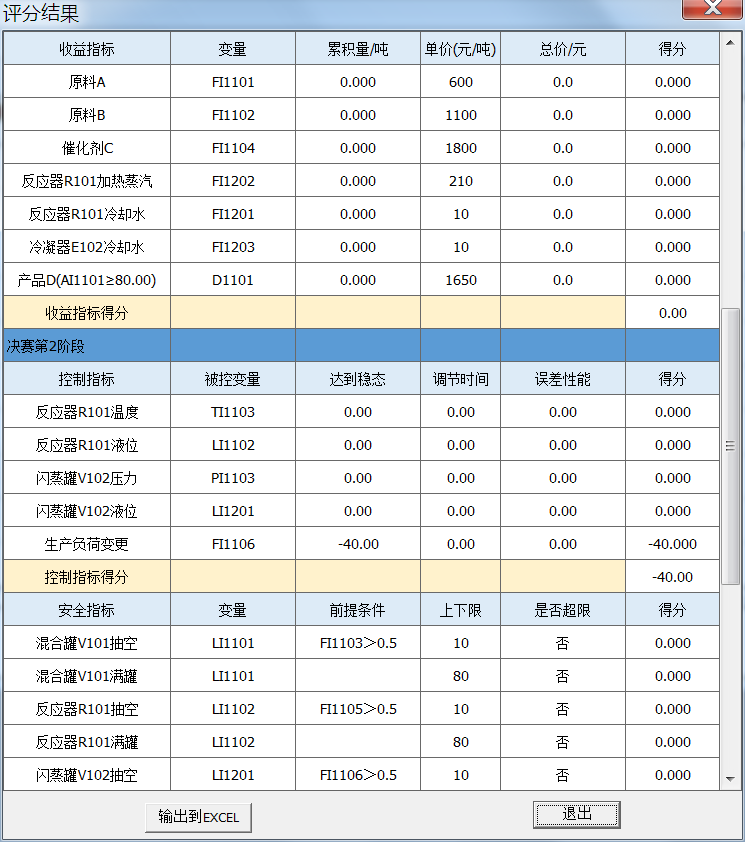 评分结果
收益指标 变量 累积量/吨 单价(元/吨) 总价/元 得分
原料A FI1101 0.000 600 0.0 0.000
原料B FI1102 0.000 1100 0.0 0.000
催化剂C FI1104 0.000 1800 0.0 0.000
反应器R101加热蒸汽 FI1202 0.000 210 0.0 0.000
反应器R101冷却水 FI1201 0.000 10 0.0 0.000
冷凝器E102冷却水 FI1203 0.000 10 0.0 0.000
产品D(AI1101≥80.00) D1101 0.000 1650 0.0 0.000
收益指标得分 0.00
决赛第2阶段
控制指标 被控变量 达到稳态 调节时间 误差性能 得分
反应器R101温度 TI1103 0.00 0.00 0.00 0.000
反应器R101液位 LI1102 0.00 0.00 0.00 0.000
闪蒸罐V102压力 PI1103 0.00 0.00 0.00 0.000
闪蒸罐V102液位 LI1201 0.00 0.00 0.00 0.000
生产负荷变更 FI1106 -40.00 0.00 0.00 -40.000
控制指标得分 -40.00
安全指标 变量 前提条件 上下限 是否超限 得分
混合罐V101抽空 LI1101 FI1103＞0.5 10 否 0.000
混合罐V101满罐 LI1101 80 否 0.000
反应器R101抽空 LI1102 FI1105＞0.5 10 否 0.000
反应器R101满罐 LI1102 80 否 0.000
闪蒸罐V102抽空 LI1201 FI1106＞0.5 10 否 0.000
输出到EXCEL 退出